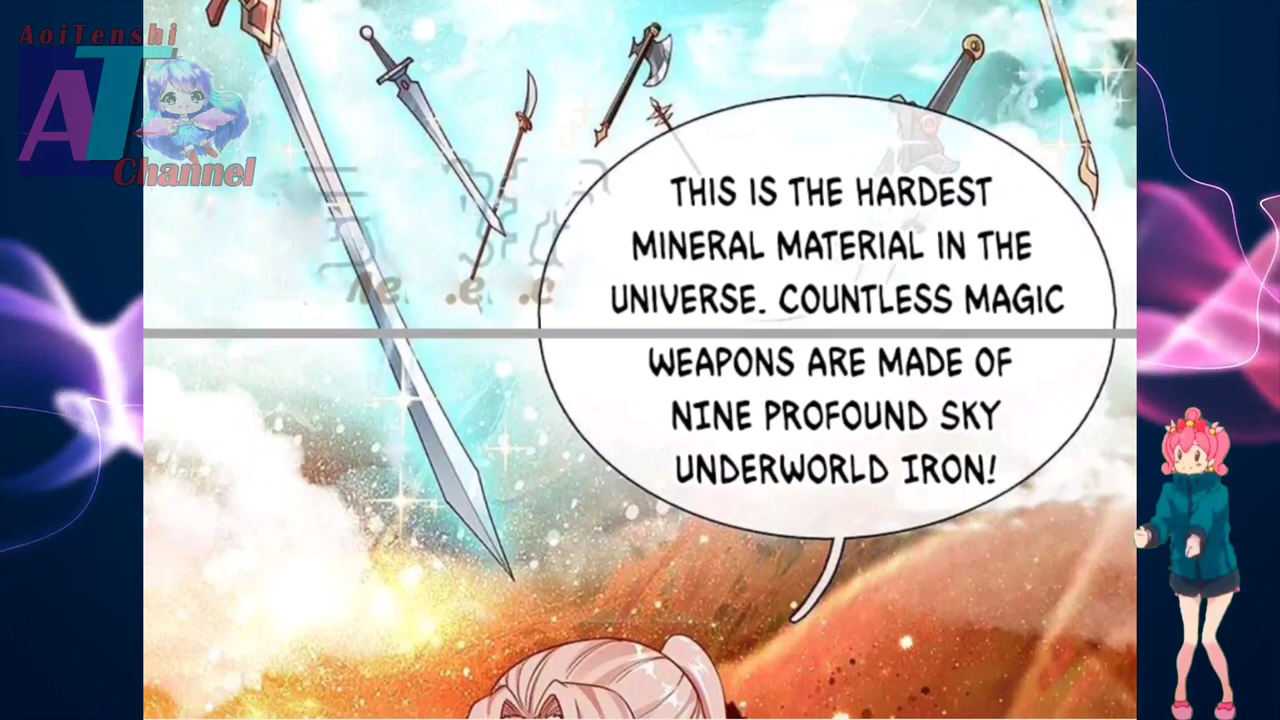 AoiTenshi
AT
Channel
THIS IS THE HARDEST
MINERAL MATERIAL IN THE
UNIVERSE. COUNTLESS MAGIC
WEAPONS ARE MADE OF
NINE PROFOUND SKY
UNDERWORLD IRON!